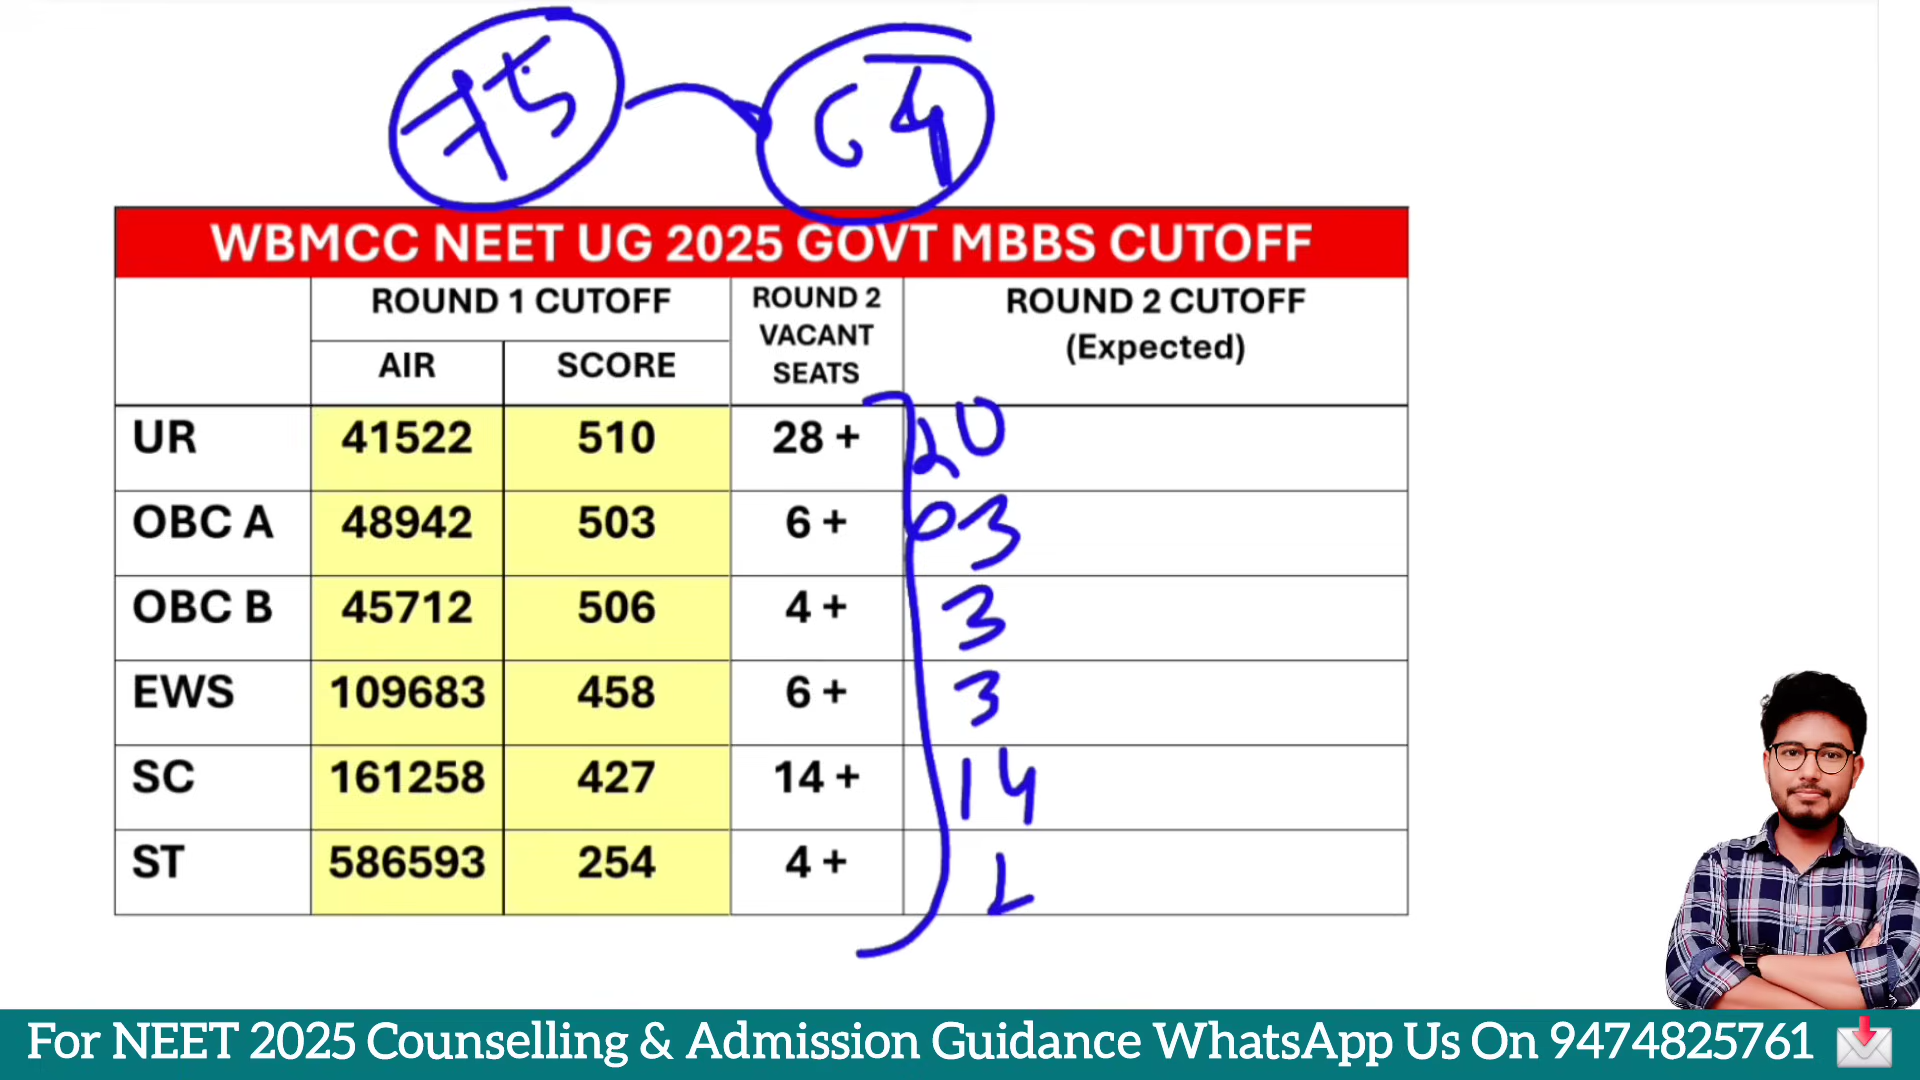 75 64
WBMCC NEET UG 2025 GOVT MBBS CUTOFF
ROUND 1 CUTOFF ROUND 2 VACANT SEATS ROUND 2 CUTOFF (Expected)
AIR SCORE
UR 41522 510 28 + 20
OBC A 48942 503 6 + 03
OBC B 45712 506 4 + 3
EWS 109683 458 6 + 3
SC 161258 427 14 + 14
ST 586593 254 4 +
For NEET 2025 Counselling & Admission Guidance WhatsApp Us On 9474825761